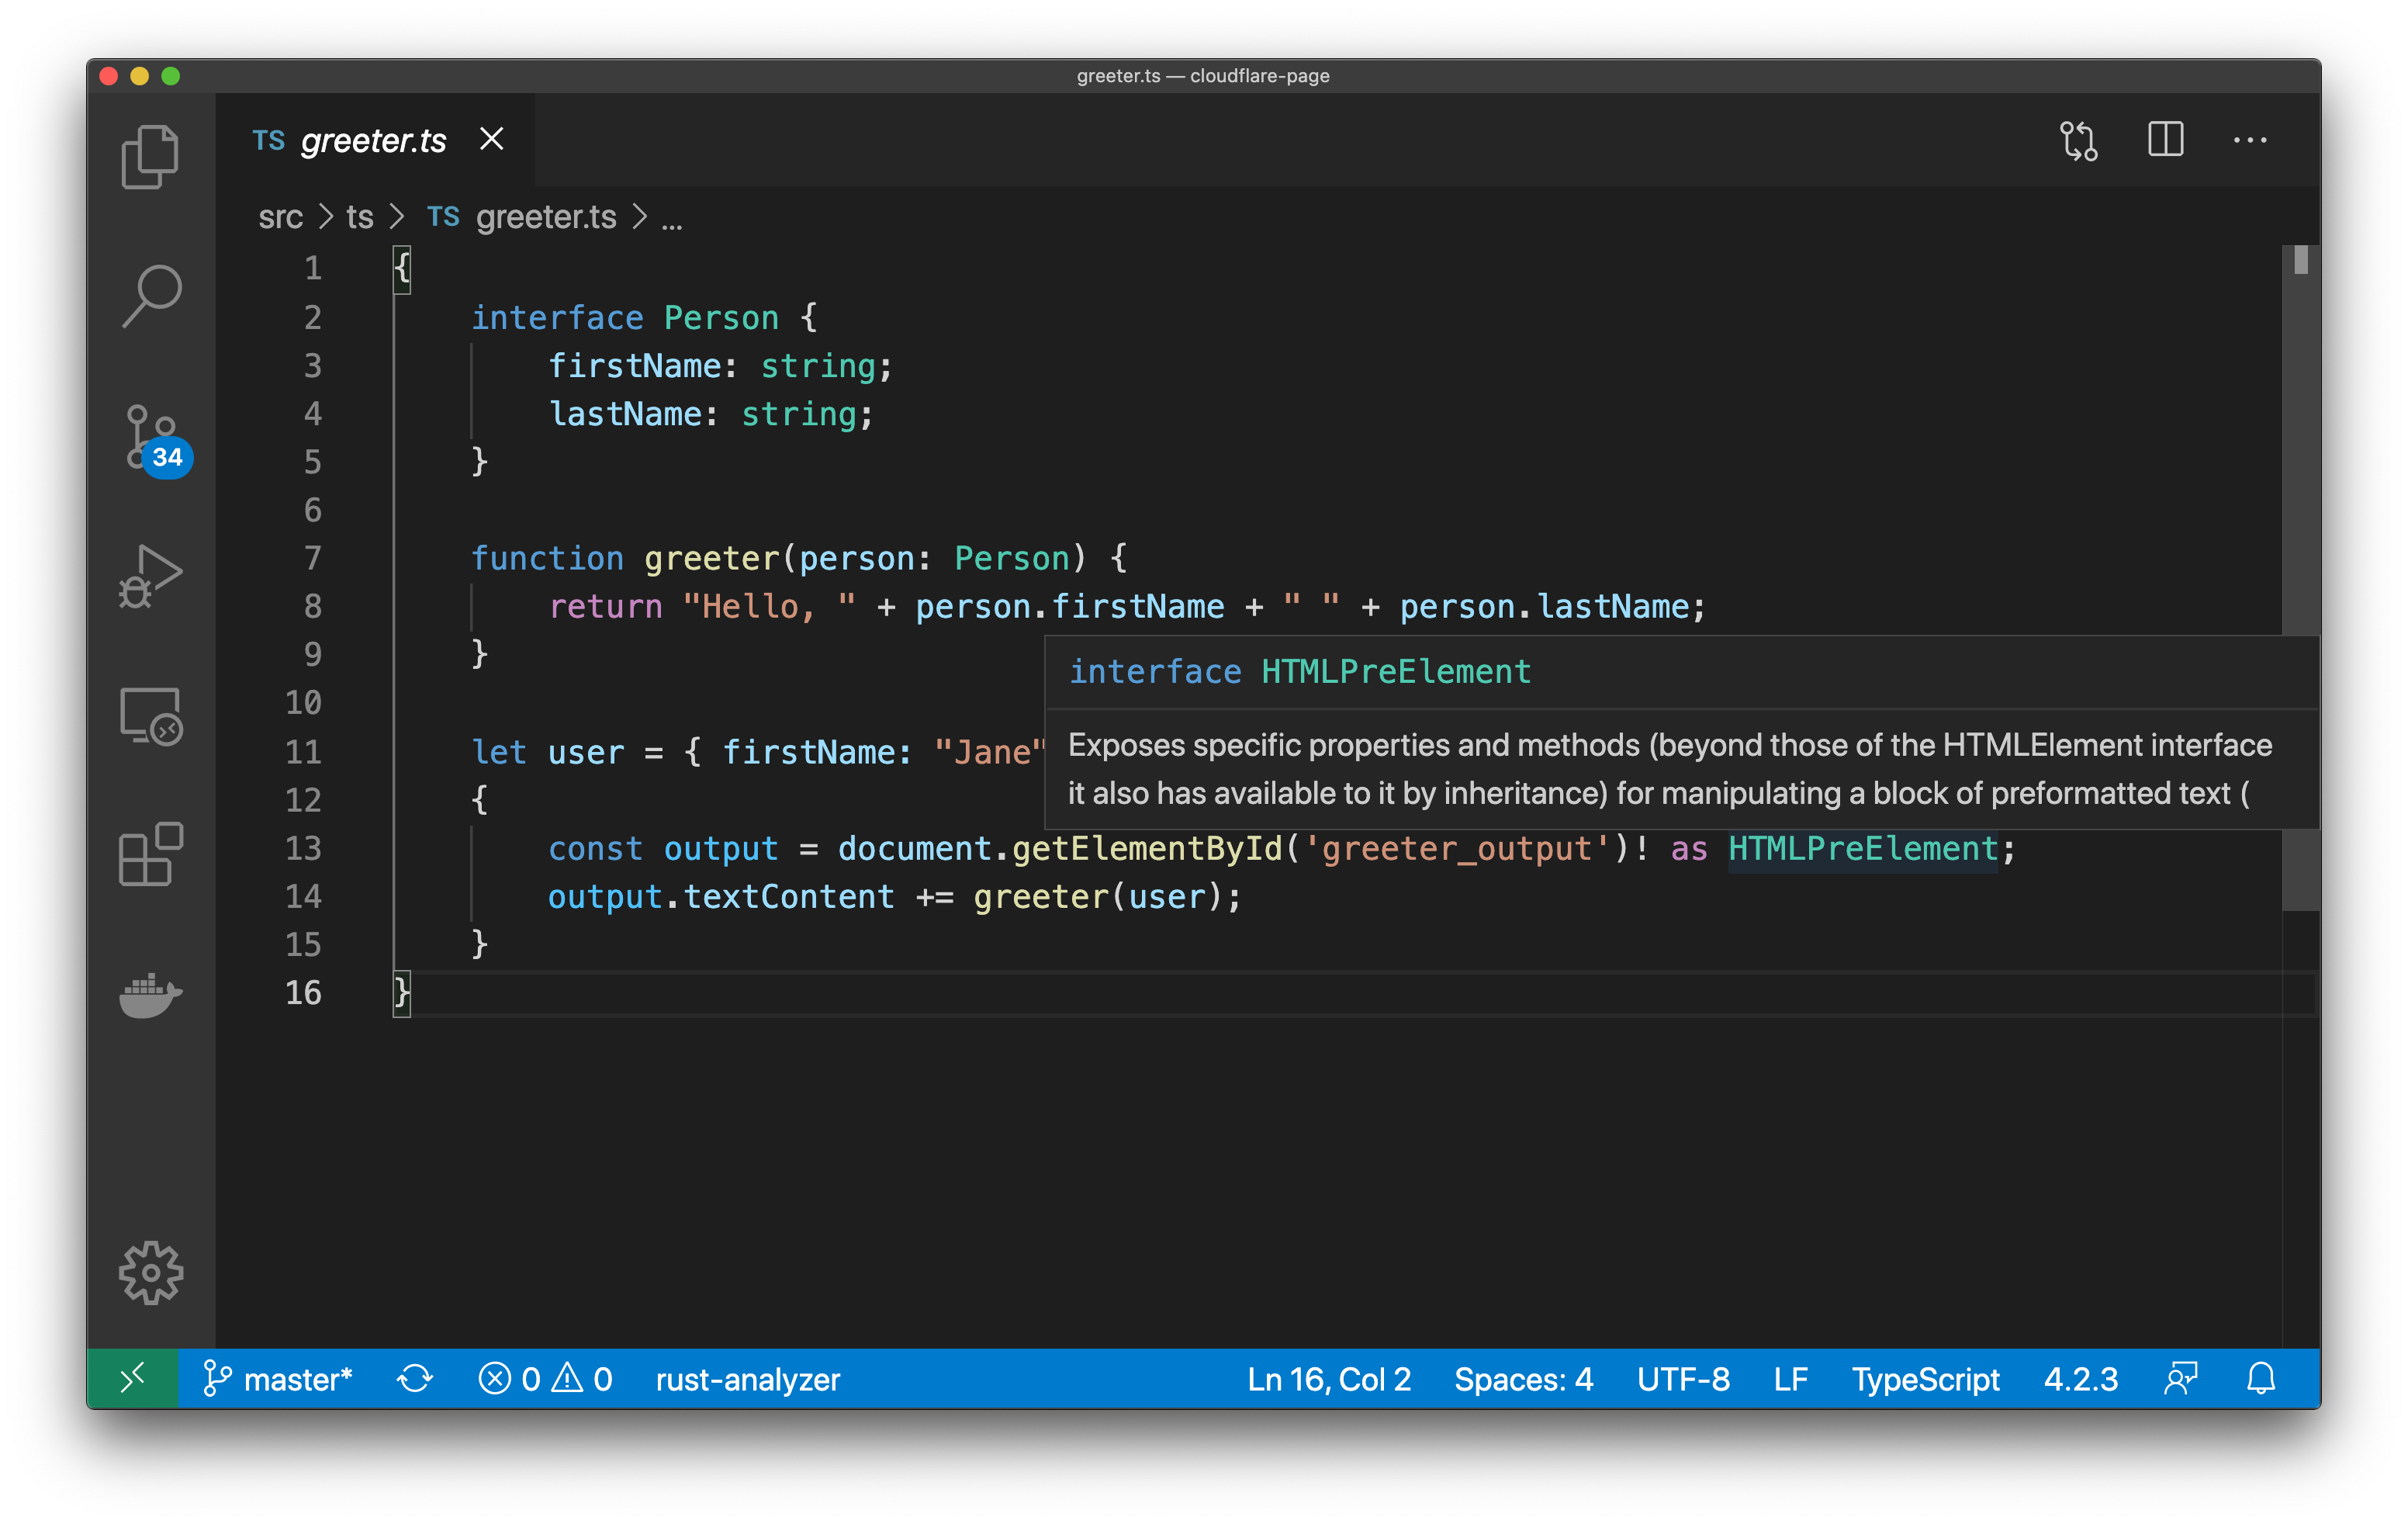 greeter.ts — cloudflare-page
TS greeter.ts
src > ts > TS greeter.ts > ...
1 {
2 interface Person {
3 firstName: string;
4 lastName: string;
34
5 }
6
7 function greeter(person: Person) {
8 return "Hello, " + person.firstName + " " + person.lastName;
9 }
interface HTMLPreElement
10
Exposes specific properties and methods (beyond those of the HTMLElement interface
it also has available to it by inheritance) for manipulating a block of preformatted text (
11 let user = { firstName: "Jane"
12 {
13 const output = document.getElementById('greeter_output')! as HTMLPreElement;
14 output.textContent += greeter(user);
15 }
16 }
master* 0 0 rust-analyzer Ln 16, Col 2 Spaces: 4 UTF-8 LF TypeScript 4.2.3